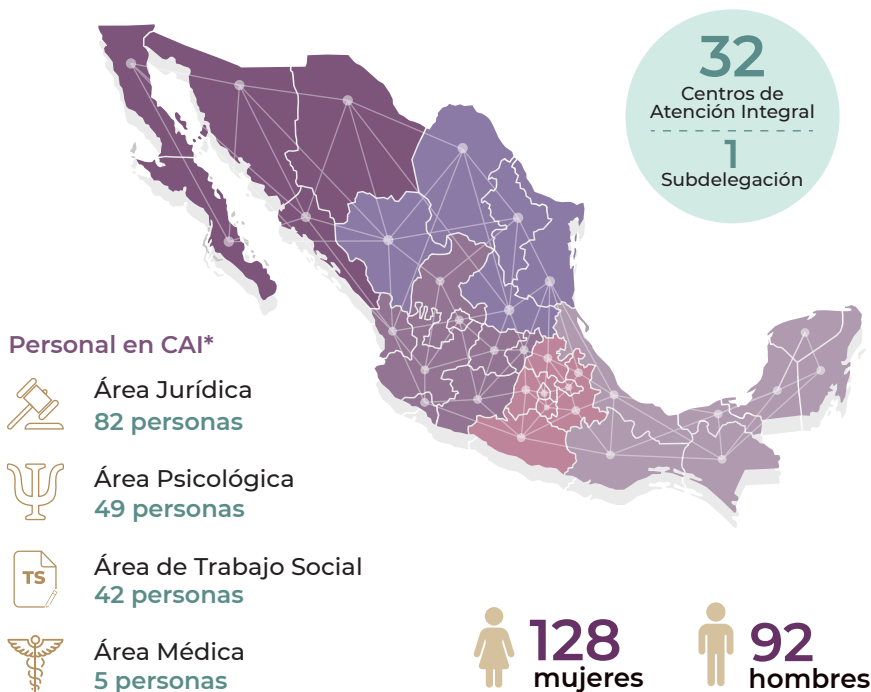 32
Centros de
Atención Integral
1
Subdelegación
Personal en CAI*
Área Jurídica
82 personas
Área Psicológica
49 personas
TS
Área de Trabajo Social
42 personas
Área Médica
5 personas
128
mujeres
92
hombres